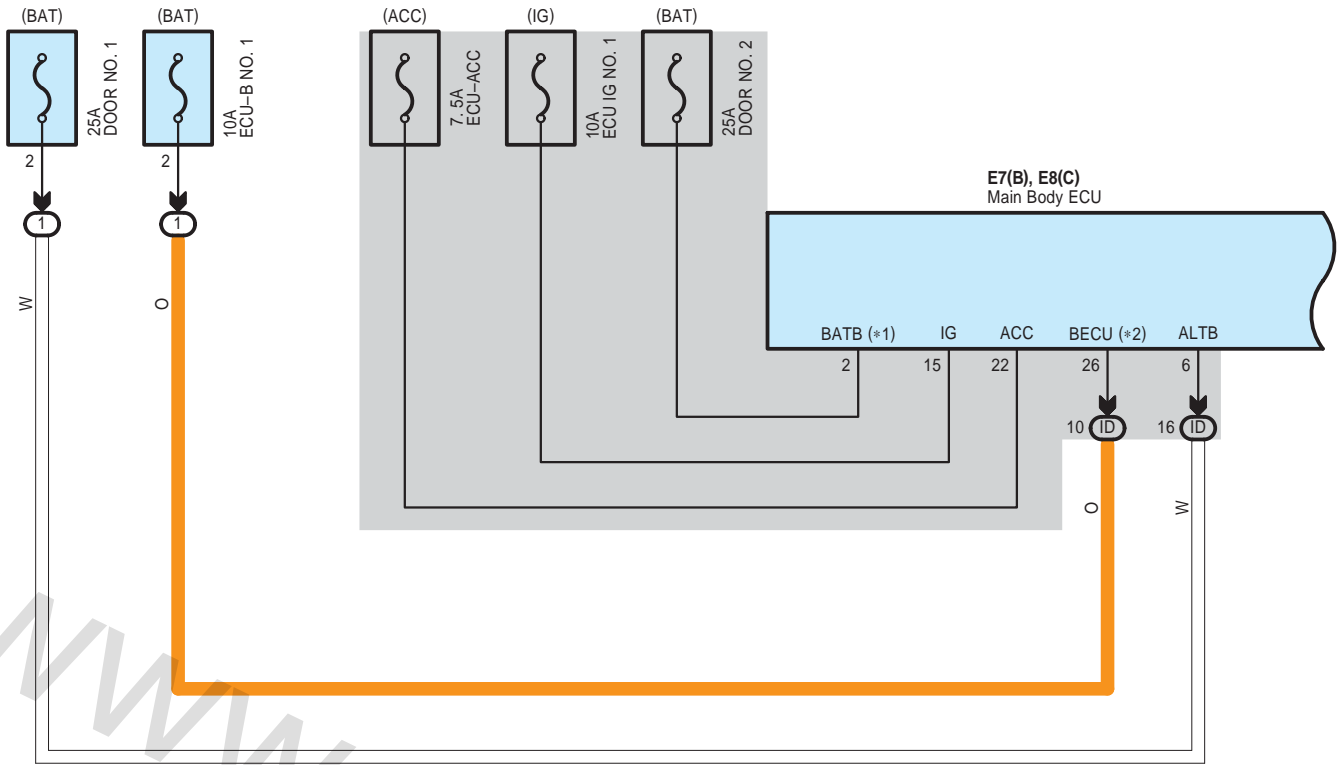 (BAT) (BAT) (ACC) (IG) (BAT)
25A
DOOR NO. 1
10A
ECU–B NO. 1
7. 5A
ECU–ACC
10A
ECU IG NO. 1
25A
DOOR NO. 2
2 2
1 1
E7(B), E8(C)
Main Body ECU
BATB (∗1) IG ACC BECU (∗2) ALTB
2 15 22 26 6
10 ID 16 ID
W O O W
WWW.